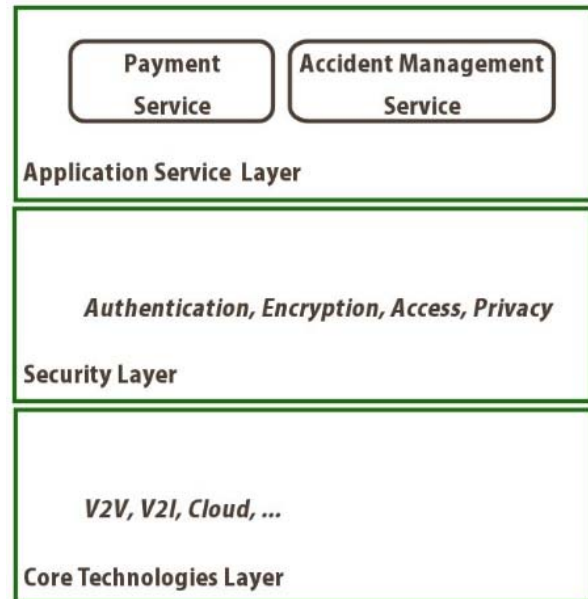 Payment
Service
Accident Management
Service
Application Service Layer
Authentication, Encryption, Access, Privacy
Security Layer
V2V, V2I, Cloud, ...
Core Technologies Layer